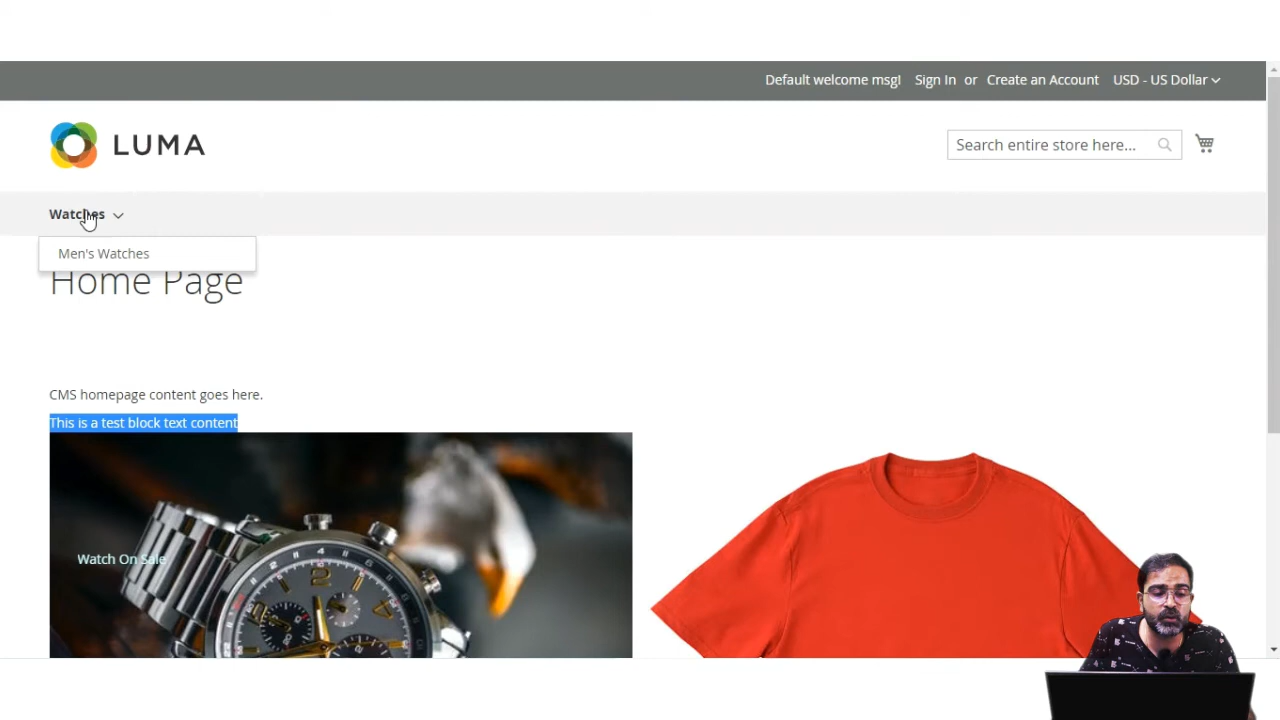 Default welcome msg! Sign In or Create an Account USD - US Dollar
LUMA
Search entire store here...
Watches
Men's Watches
Home Page
CMS homepage content goes here.
This is a test block text content
Watch On Sale